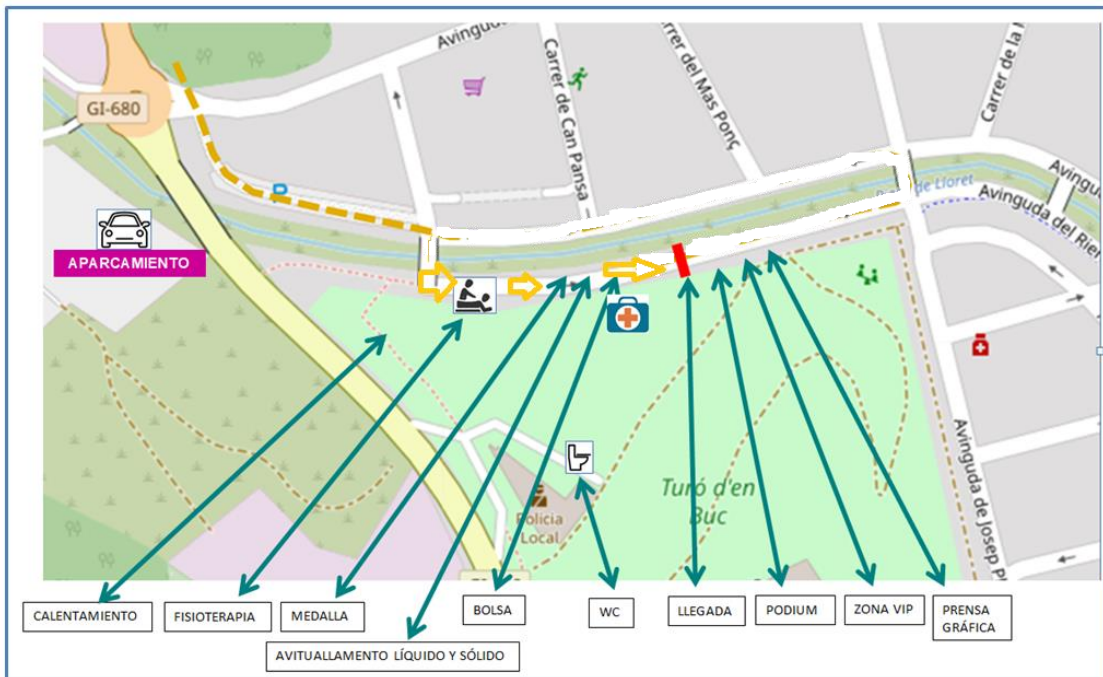 Avinguda
GI-680
Carrer de Can Pansa
Carrer del Mas Ponç
Carrer de la
de Lloret
Avinguda
Avinguda del Rier
P
APARCAMIENTO
Turó d'en
Buc
Policia
Local
Avinguda de Josep P
CALENTAMIENTO
FISIOTERAPIA
MEDALLA
BOLSA
WC
LLEGADA
PODIUM
ZONA VIP
PRENSA
GRÁFICA
AVITUALLAMENTO LÍQUIDO Y SÓLIDO